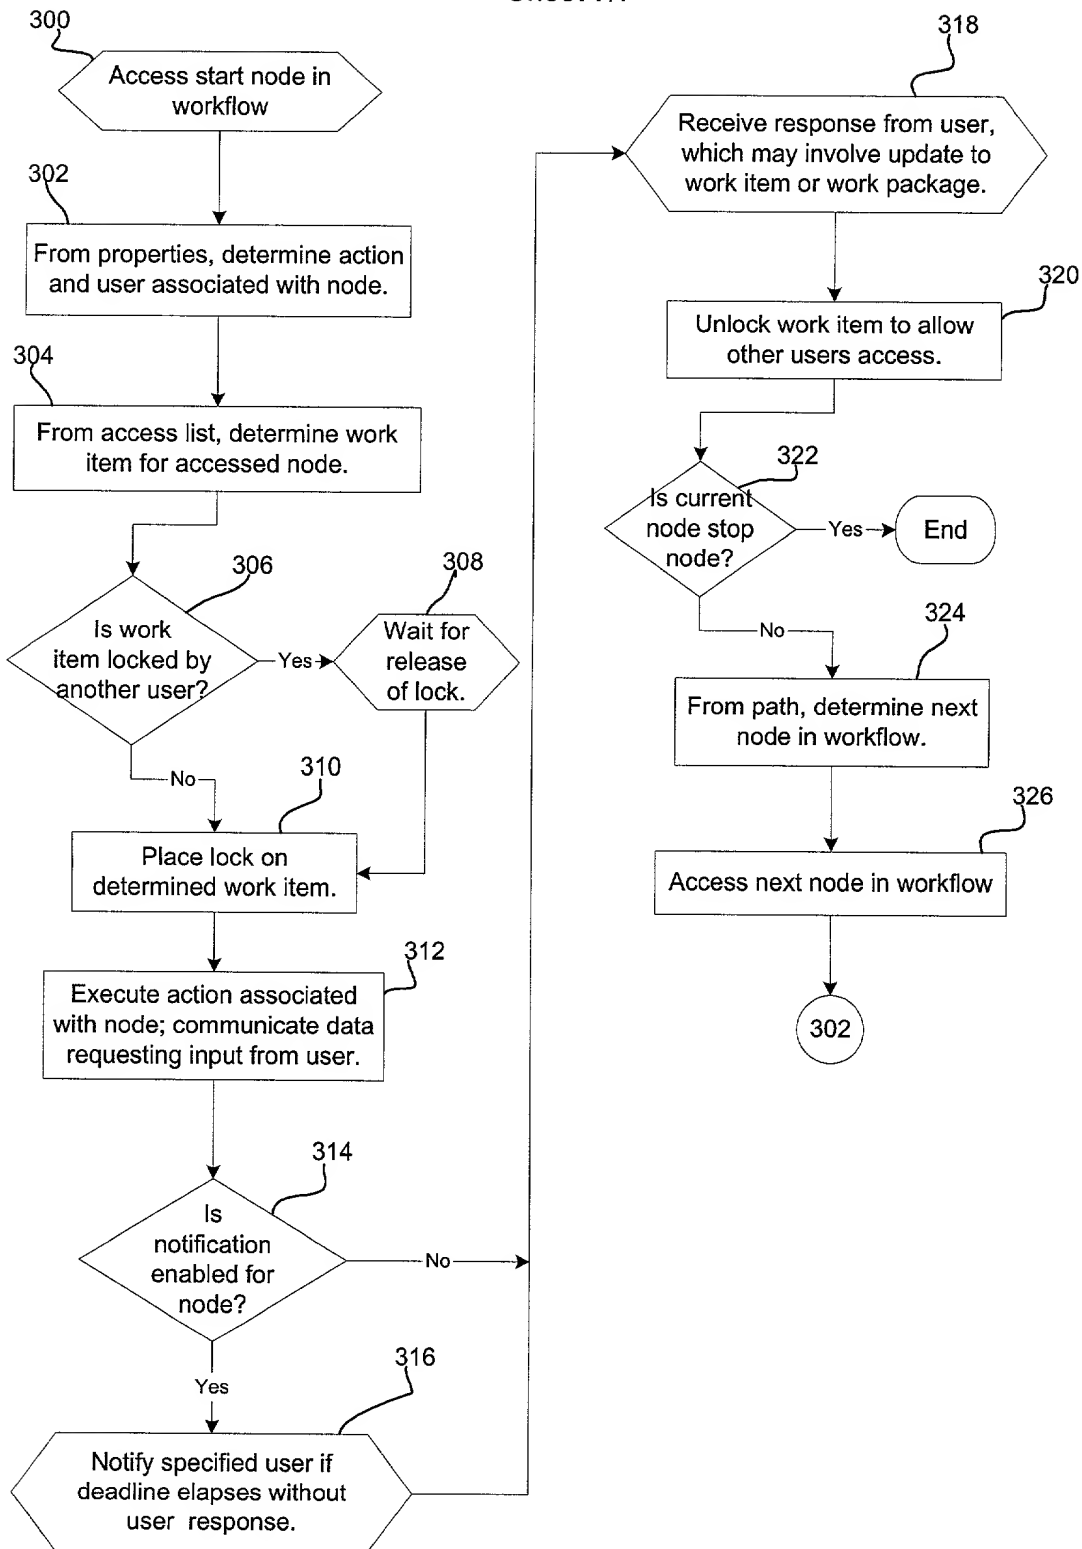 300
Access start node in
workflow
302
From properties, determine action
and user associated with node.
304
From access list, determine work
item for accessed node.
306
Is work
item locked by
another user?
Yes
308
Wait for
release
of lock.
No
310
Place lock on
determined work item.
312
Execute action associated
with node; communicate data
requesting input from user.
314
Is
notification
enabled for
node?
No
Yes
316
Notify specified user if
deadline elapses without
user response.
318
Receive response from user,
which may involve update to
work item or work package.
320
Unlock work item to allow
other users access.
322
Is current
node stop
node?
Yes
End
No
324
From path, determine next
node in workflow.
326
Access next node in workflow
302